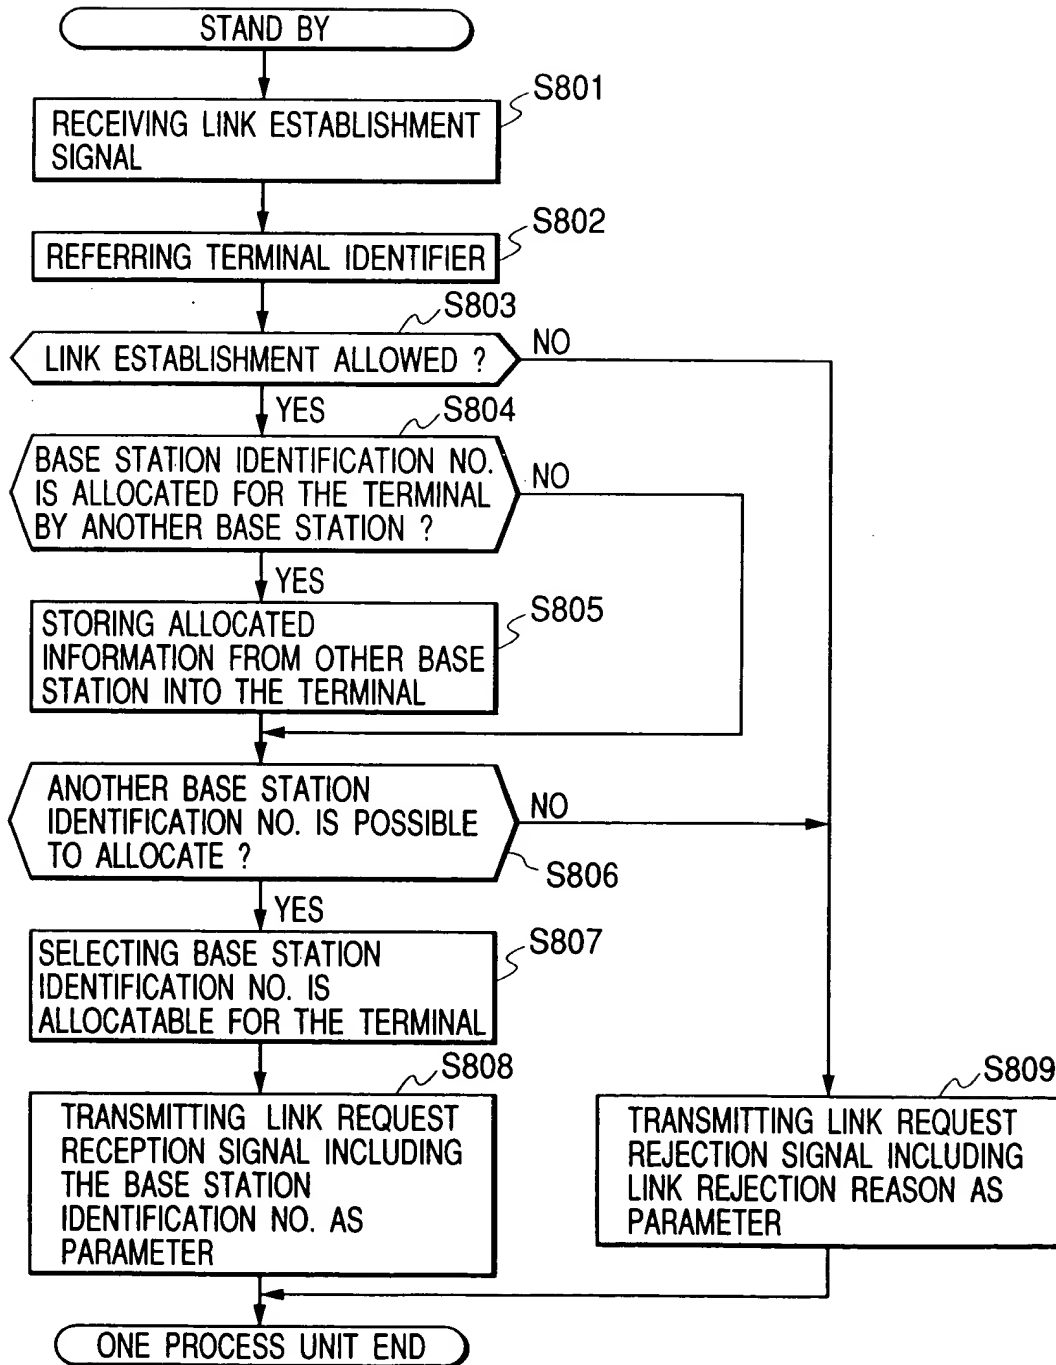 STAND BY
S801
RECEIVING LINK ESTABLISHMENT
SIGNAL
S802
REFERRING TERMINAL IDENTIFIER
S803
LINK ESTABLISHMENT ALLOWED ?
NO
YES
S804
BASE STATION IDENTIFICATION NO.
IS ALLOCATED FOR THE TERMINAL
BY ANOTHER BASE STATION ?
NO
YES
S805
STORING ALLOCATED
INFORMATION FROM OTHER BASE
STATION INTO THE TERMINAL
ANOTHER BASE STATION
IDENTIFICATION NO. IS POSSIBLE
TO ALLOCATE ?
NO
S806
YES
S807
SELECTING BASE STATION
IDENTIFICATION NO. IS
ALLOCATABLE FOR THE TERMINAL
S808
TRANSMITTING LINK REQUEST
RECEPTION SIGNAL INCLUDING
THE BASE STATION
IDENTIFICATION NO. AS
PARAMETER
S809
TRANSMITTING LINK REQUEST
REJECTION SIGNAL INCLUDING
LINK REJECTION REASON AS
PARAMETER
ONE PROCESS UNIT END